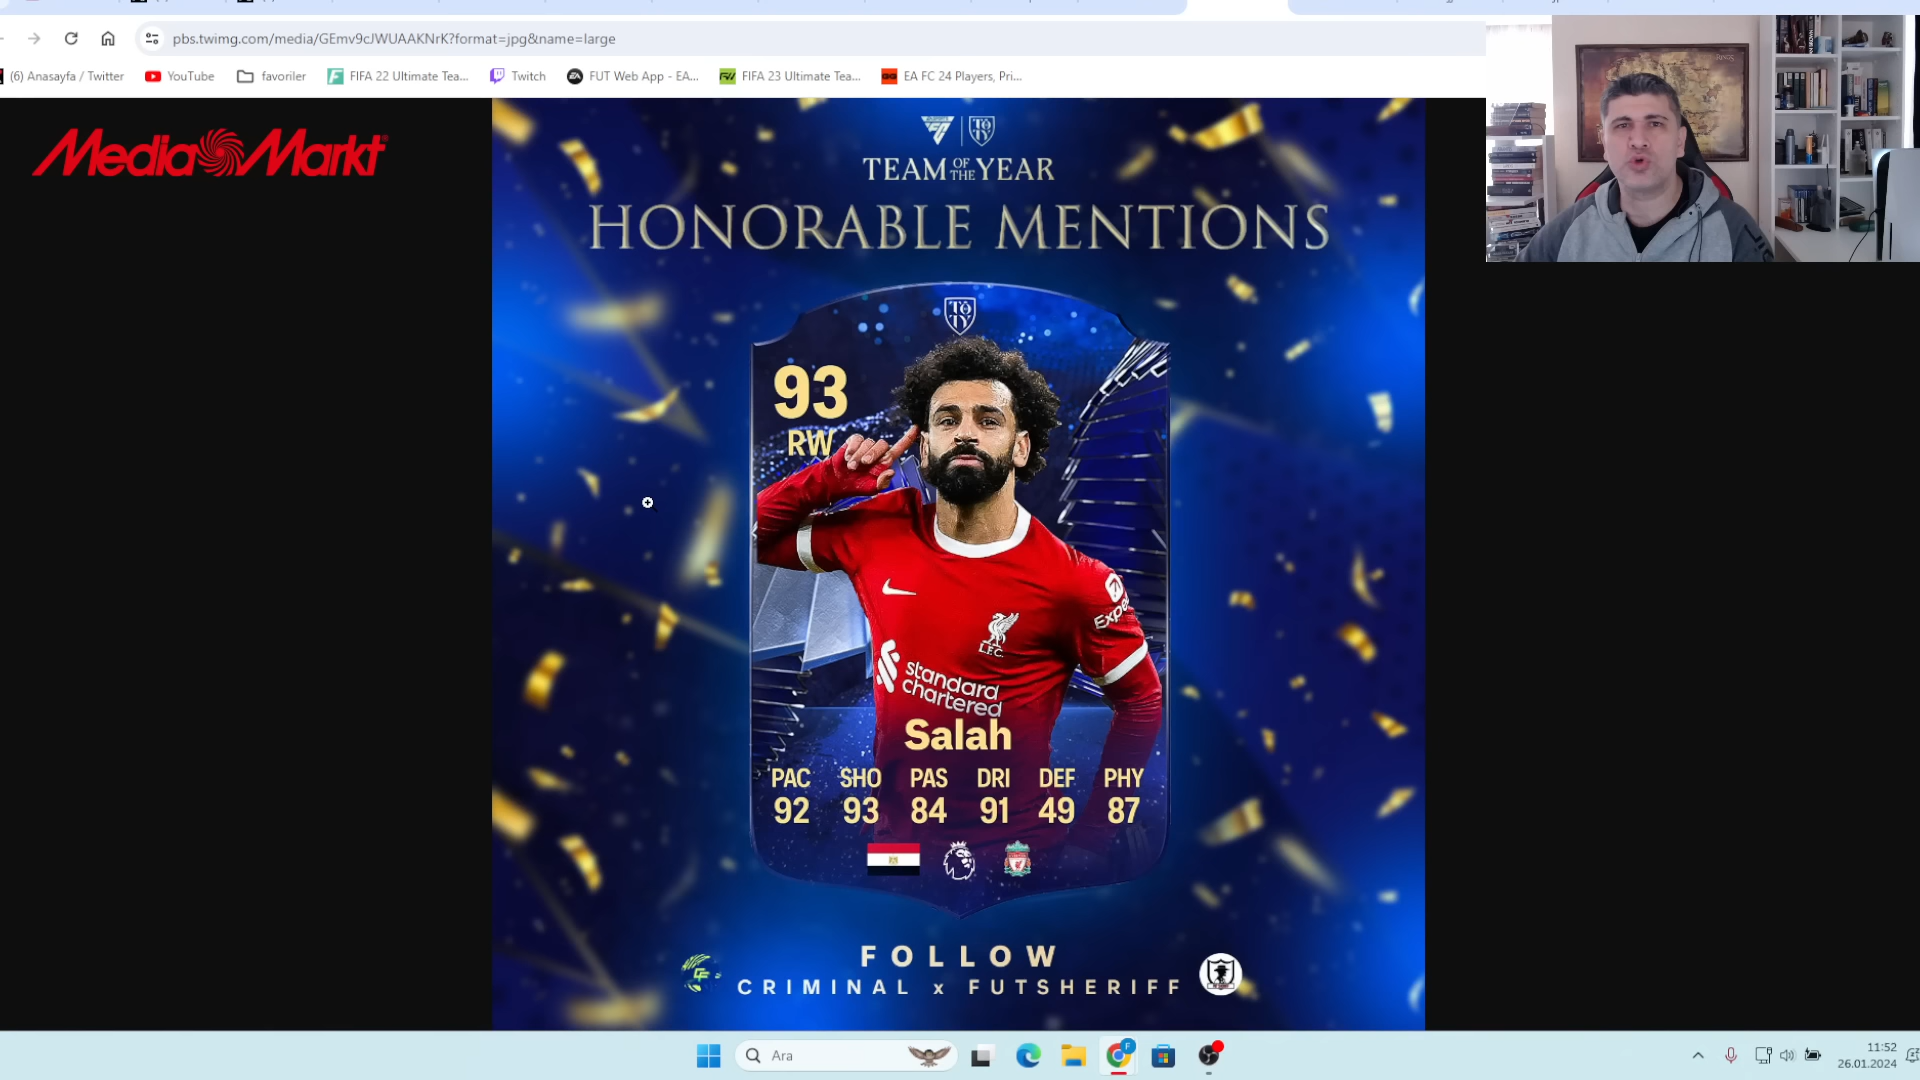 pbs.twimg.com/media/GEmv9cJWUAAKNrK?format=jpg&name=large
(6) Anasayfa / Twitter
YouTube
favoriler
FIFA 22 Ultimate Tea...
Twitch
FUT Web App - EA...
FIFA 23 Ultimate Tea...
EA FC 24 Players, Pri...
MediaMarkt
TOTY
TEAM OF THE YEAR
HONORABLE MENTIONS
TOTY
93
RW
Expe
L.F.C.
standard
chartered
Salah
PAC SHO PAS DRI DEF PHY
92 93 84 91 49 87
FOLLOW
CRIMINAL x FUTSHERIFF
Ara
11:52
26.01.2024